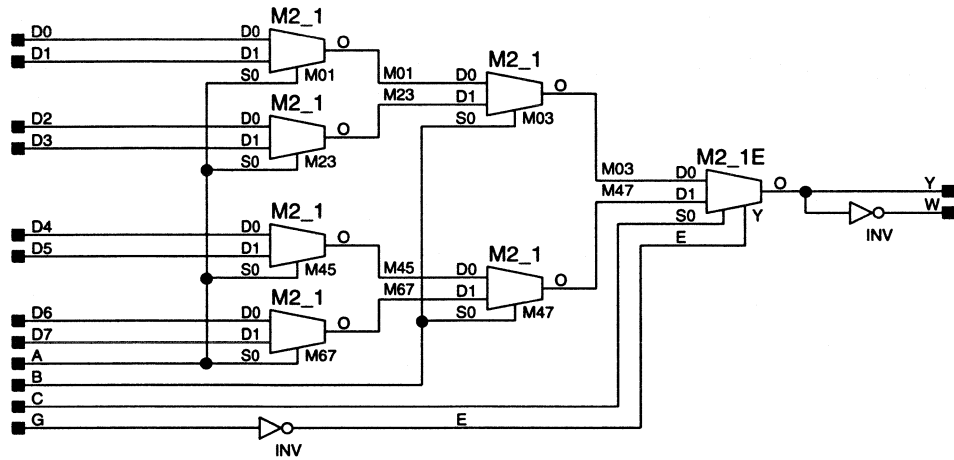 M2_1
D0 D0 O
D1 D1
S0 M01 M01 D0 M2_1
M2_1 M23 D1 O
D2 D0 O S0 M03
D3 D1
S0 M23
M2_1E
M03 D0 O Y
M47 D1
S0 Y W
E INV
M2_1
D4 D0 O
D5 D1
S0 M45 M45 D0 M2_1
M2_1 M67 D1 O
D6 D0 O S0 M47
D7 D1
A S0 M67
B
C
G E
INV